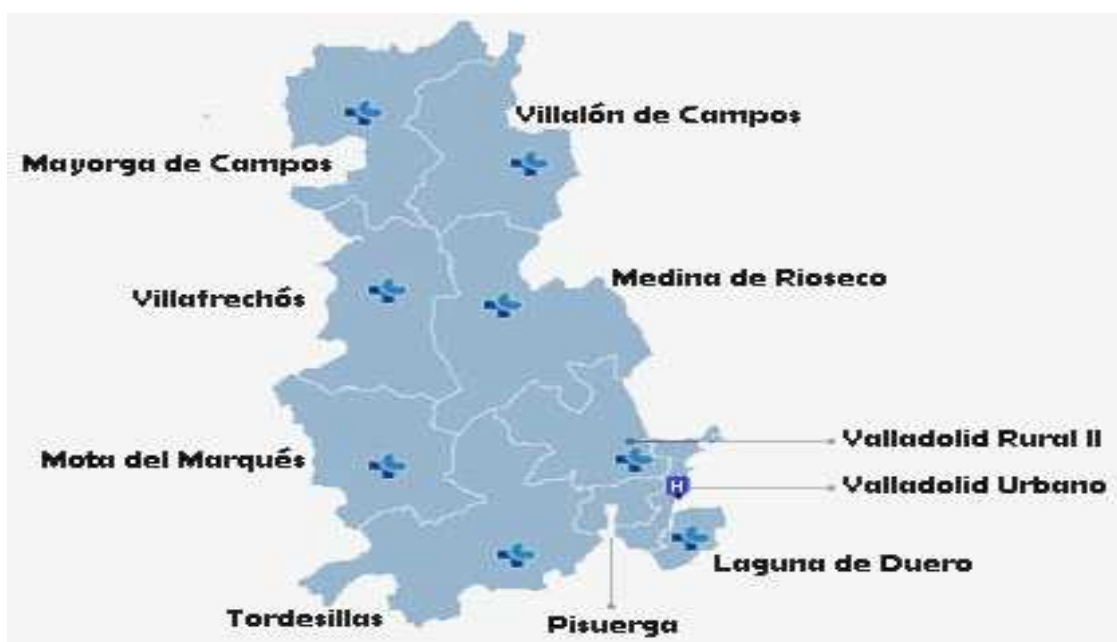 Villalón de Campos
Mayorga de Campos
Medina de Rioseco
Villafrechós
Valladolid Rural II
Mota del Marqués
Valladolid Urbano
H
Laguna de Duero
Tordesillas
Pisuerga